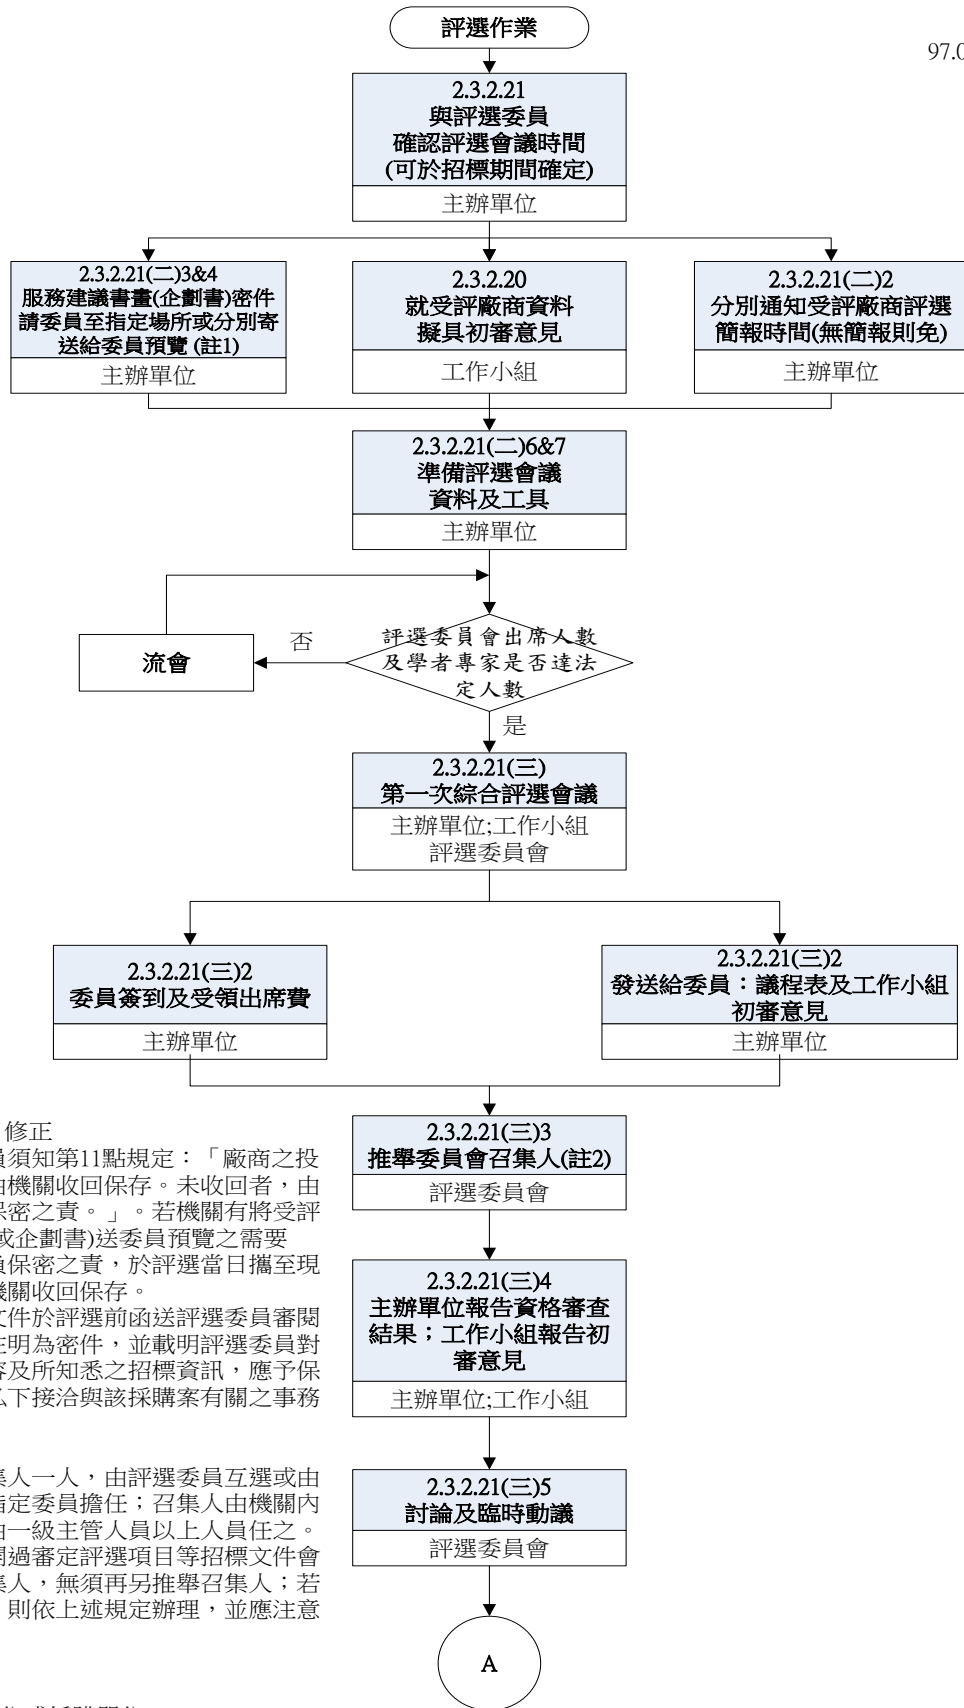 評選作業
97.0
2.3.2.21
與評選委員
確認評選會議時間
(可於招標期間確定)
主辦單位
2.3.2.21(二)3&4
服務建議書畫(企劃書)密件
請委員至指定場所或分別寄
送給委員預覽 (註1)
主辦單位
2.3.2.20
就受評廠商資料
擬具初審意見
工作小組
2.3.2.21(二)2
分別通知受評廠商評選
簡報時間(無簡報則免)
主辦單位
2.3.2.21(二)6&7
準備評選會議
資料及工具
主辦單位
評選委員會出席人數
及學者專家是否達法
定人數
否
流會
是
2.3.2.21(三)
第一次綜合評選會議
主辦單位;工作小組
評選委員會
2.3.2.21(三)2
委員簽到及受領出席費
主辦單位
2.3.2.21(三)2
發送給委員：議程表及工作小組
初審意見
主辦單位
2.3.2.21(三)3
推舉委員會召集人(註2)
評選委員會
2.3.2.21(三)4
主辦單位報告資格審查
結果；工作小組報告初
審意見
主辦單位;工作小組
2.3.2.21(三)5
討論及臨時動議
評選委員會
A
修正
員須知第11點規定：「廠商之投
由機關收回保存。未收回者，由
保密之責。」。若機關有將受評
或企劃書)送委員預覽之需要
負保密之責，於評選當日攜至現
機關收回保存。
文件於評選前函送評選委員審閱
註明為密件，並載明評選委員對
容及所知悉之招標資訊，應予保
私下接洽與該採購案有關之事務
集人一人，由評選委員互選或由
指定委員擔任；召集人由機關內
由一級主管人員以上人員任之。
開過審定評選項目等招標文件會
集人，無須再另推舉召集人；若
，則依上述規定辦理，並應注意